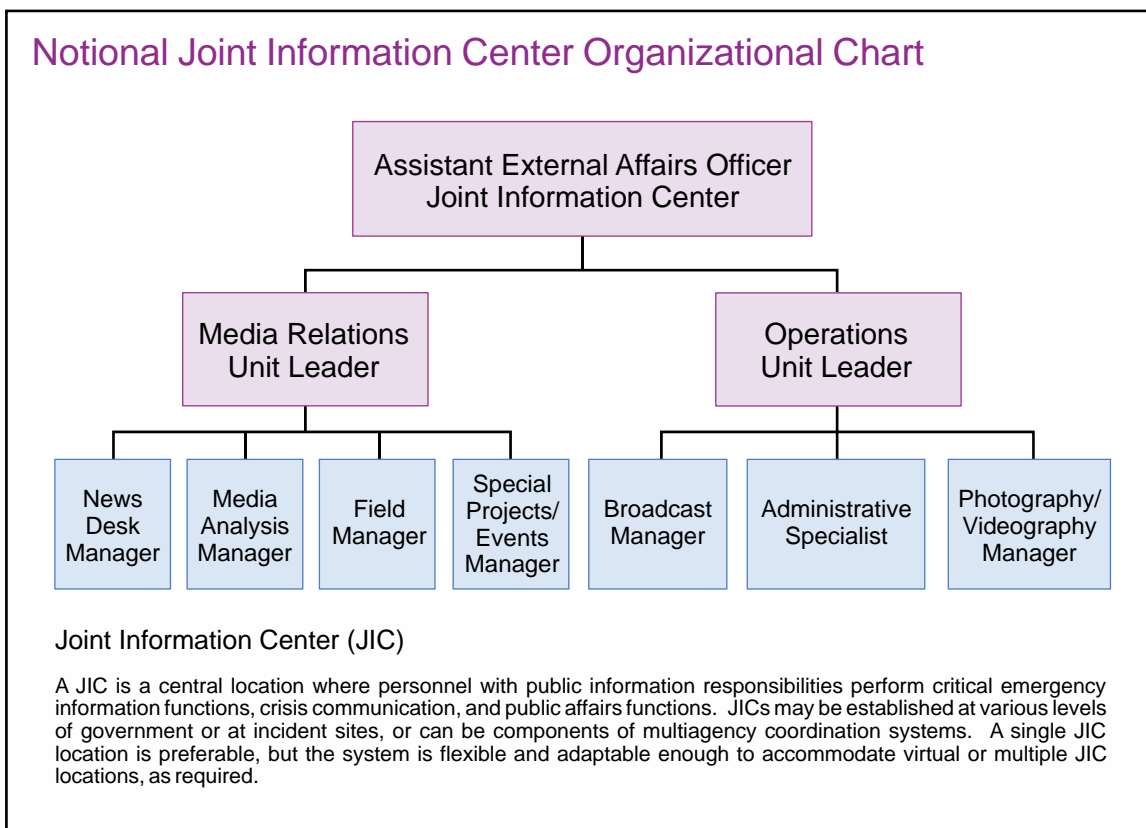 Notional Joint Information Center Organizational Chart
Assistant External Affairs Officer
Joint Information Center
Media Relations
Unit Leader
Operations
Unit Leader
News
Desk
Manager
Media
Analysis
Manager
Field
Manager
Special
Projects/
Events
Manager
Broadcast
Manager
Administrative
Specialist
Photography/
Videography
Manager
Joint Information Center (JIC)
A JIC is a central location where personnel with public information responsibilities perform critical emergency
information functions, crisis communication, and public affairs functions.  JICs may be established at various levels
of government or at incident sites, or can be components of multiagency coordination systems.  A single JIC
location is preferable, but the system is flexible and adaptable enough to accommodate virtual or multiple JIC
locations, as required.